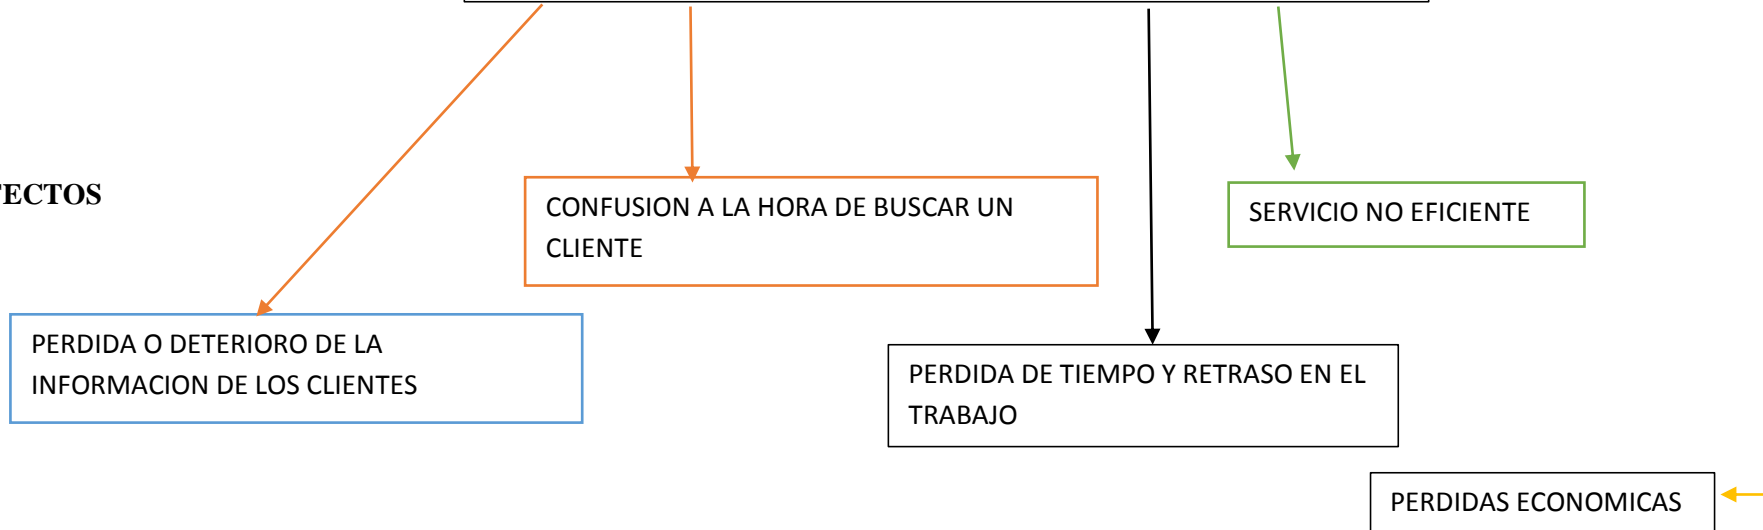 CONFUSION A LA HORA DE BUSCAR UN
CLIENTE
SERVICIO NO EFICIENTE
PERDIDA O DETERIORO DE LA
INFORMACION DE LOS CLIENTES
PERDIDA DE TIEMPO Y RETRASO EN EL
TRABAJO
PERDIDAS ECONOMICAS